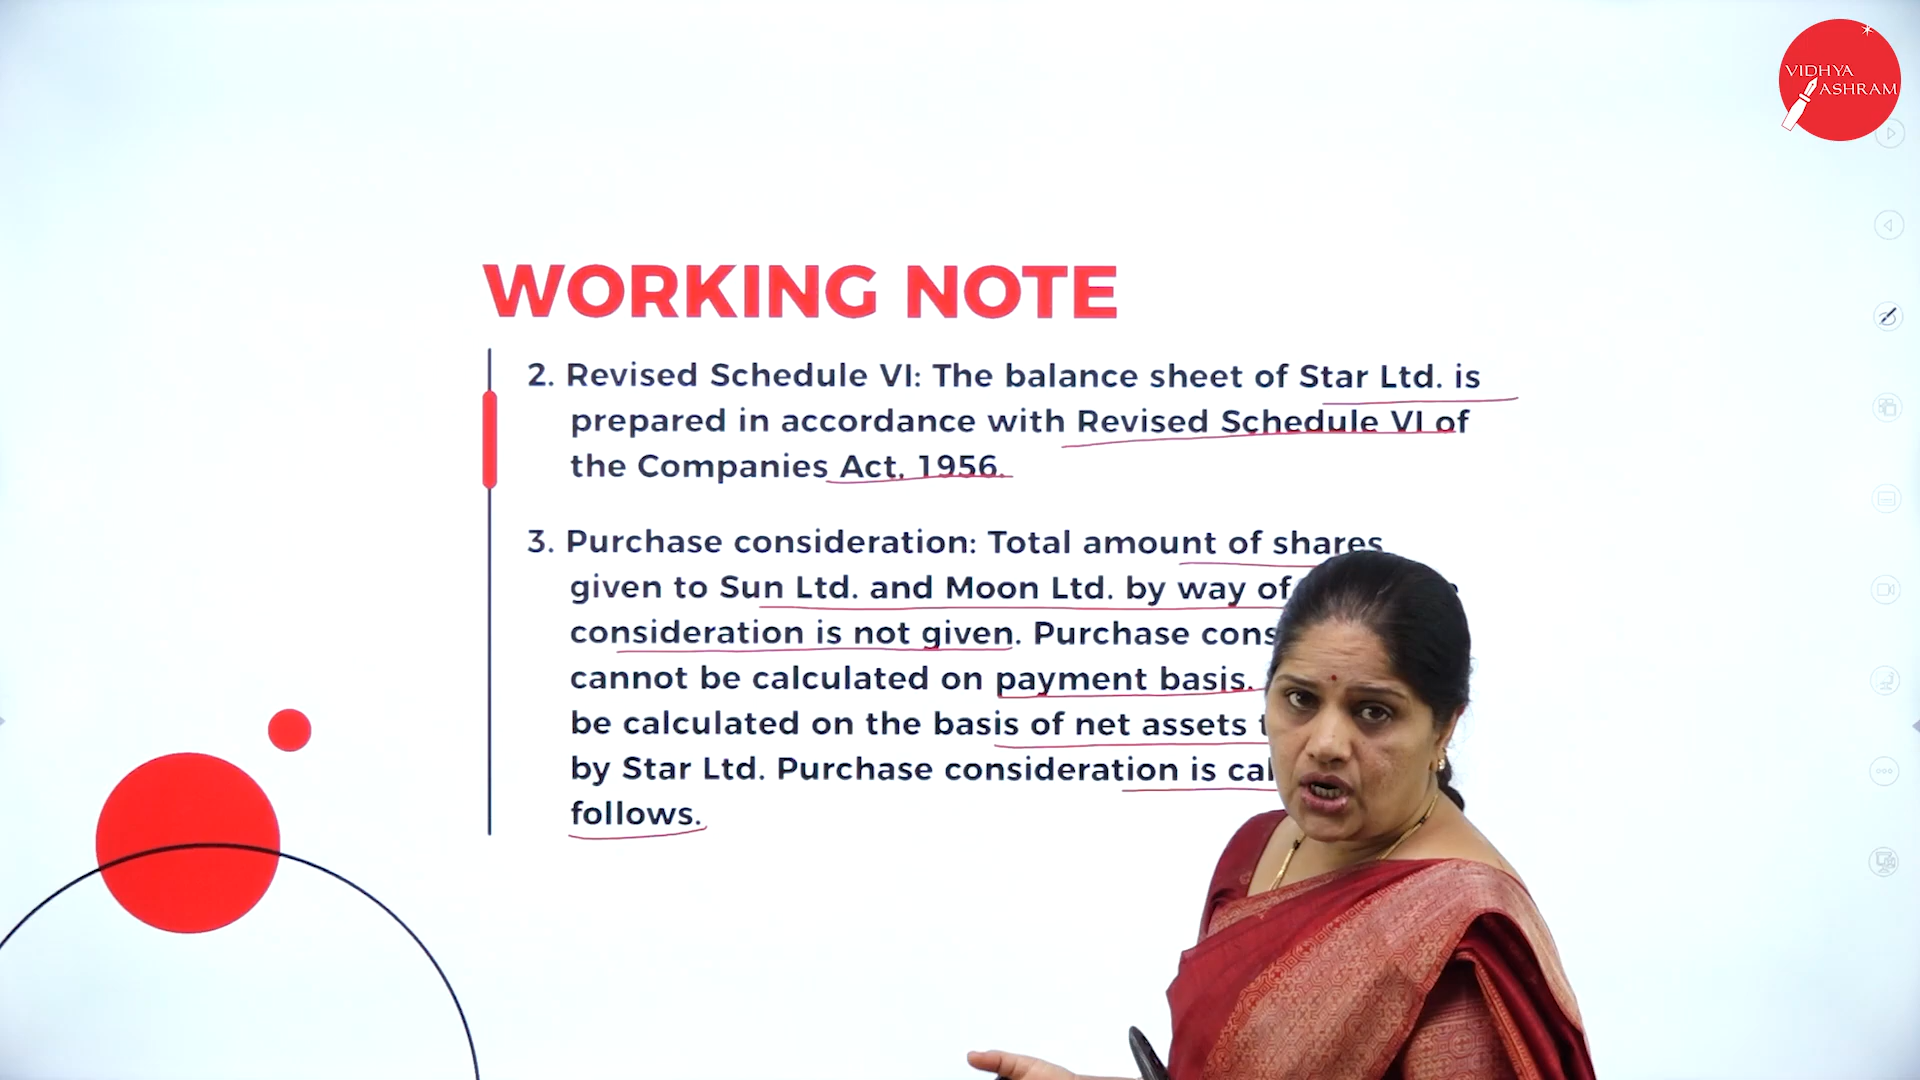 VIDHYA
ASHRAM
WORKING NOTE
2. Revised Schedule VI: The balance sheet of Star Ltd. is
prepared in accordance with Revised Schedule VI of
the Companies Act, 1956.
3. Purchase consideration: Total amount of shares
given to Sun Ltd. and Moon Ltd. by way of
consideration is not given. Purchase
cannot be calculated on payment basis.
be calculated on the basis of net assets
by Star Ltd. Purchase consideration is
follows.